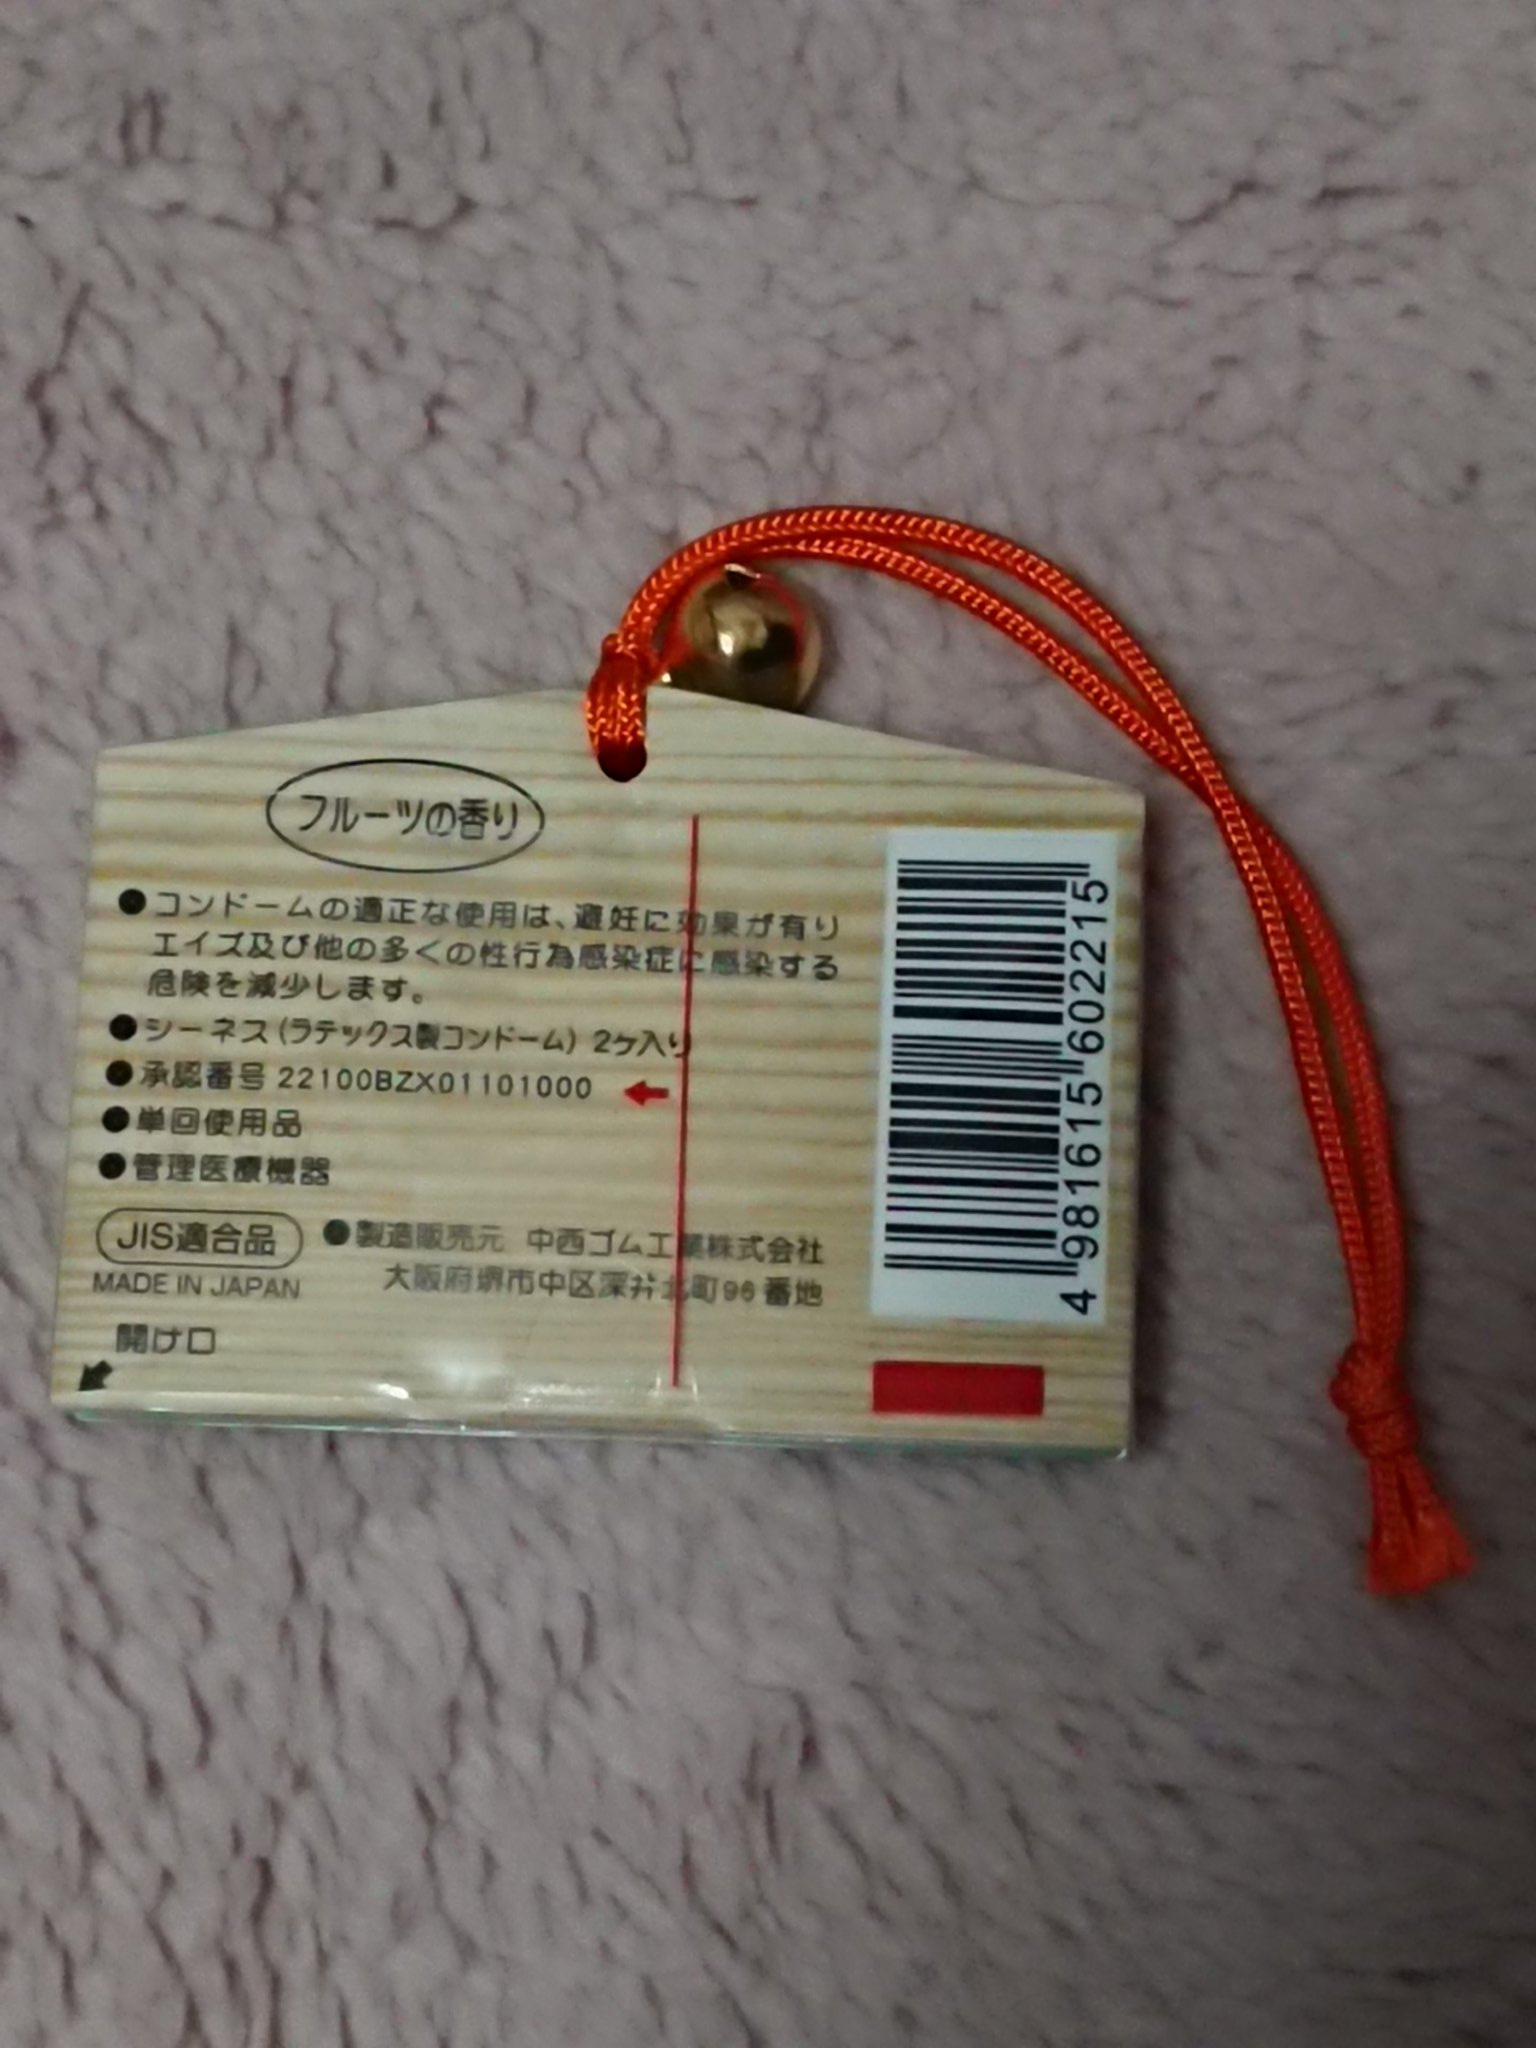 フルーツの香り
●コンドームの適正な使用は、避妊に効果が有り
エイズ及び他の多くの性行為感染症に感染する
危険を減少します。
●シーネス(ラテックス製コンドーム) 2ヶ入り
●承認番号 22100BZX01101000
●単回使用品
●管理医療機器
JIS適合品
MADE IN JAPAN
●製造販売元 中西ゴム工業株式会社
大阪府堺市中区深井北町96番地
開け口
4 981615 602215